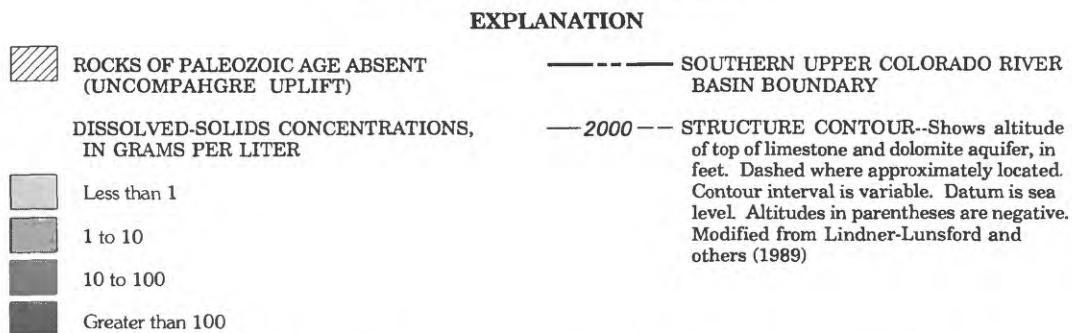 EXPLANATION
ROCKS OF PALEOZOIC AGE ABSENT
(UNCOMPAHGRE UPLIFT)
DISSOLVED-SOLIDS CONCENTRATIONS,
IN GRAMS PER LITER
Less than 1
1 to 10
10 to 100
Greater than 100
SOUTHERN UPPER COLORADO RIVER
BASIN BOUNDARY
—2000—— STRUCTURE CONTOUR--Shows altitude
of top of limestone and dolomite aquifer, in
feet. Dashed where approximately located.
Contour interval is variable. Datum is sea
level. Altitudes in parentheses are negative.
Modified from Lindner-Lunsford and
others (1989)